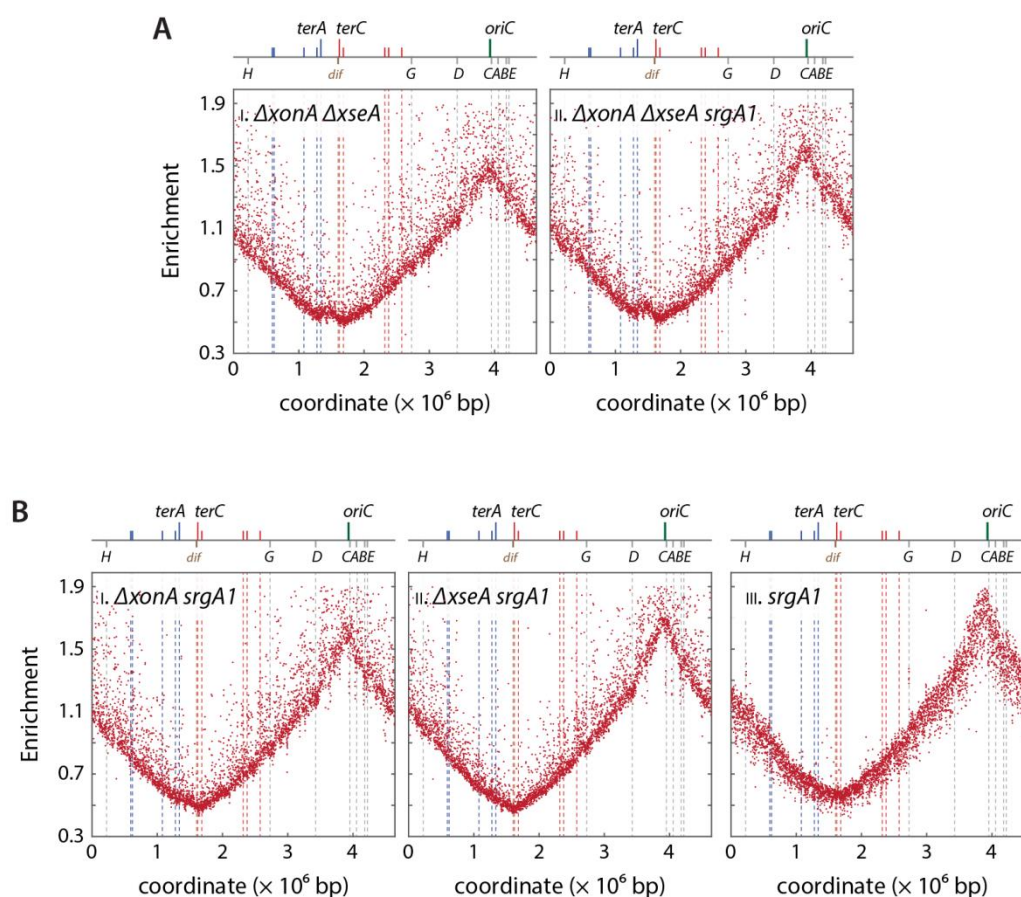 A
terA terC oriC
terA terC oriC
H dif G D CABE
H dif G D CABE
I. ΔxonA ΔxseA
II. ΔxonA ΔxseA srgA1
Enrichment
1.9
1.5
1.1
0.7
0.3
0 1 2 3 4
0 1 2 3 4
coordinate (× 10⁶ bp)
coordinate (× 10⁶ bp)
B
terA terC oriC
terA terC oriC
terA terC oriC
H dif G D CABE
H dif G D CABE
H dif G D CABE
I. ΔxonA srgA1
II. ΔxseA srgA1
III. srgA1
Enrichment
1.9
1.5
1.1
0.7
0.3
0 1 2 3 4
0 1 2 3 4
0 1 2 3 4
coordinate (× 10⁶ bp)
coordinate (× 10⁶ bp)
coordinate (× 10⁶ bp)